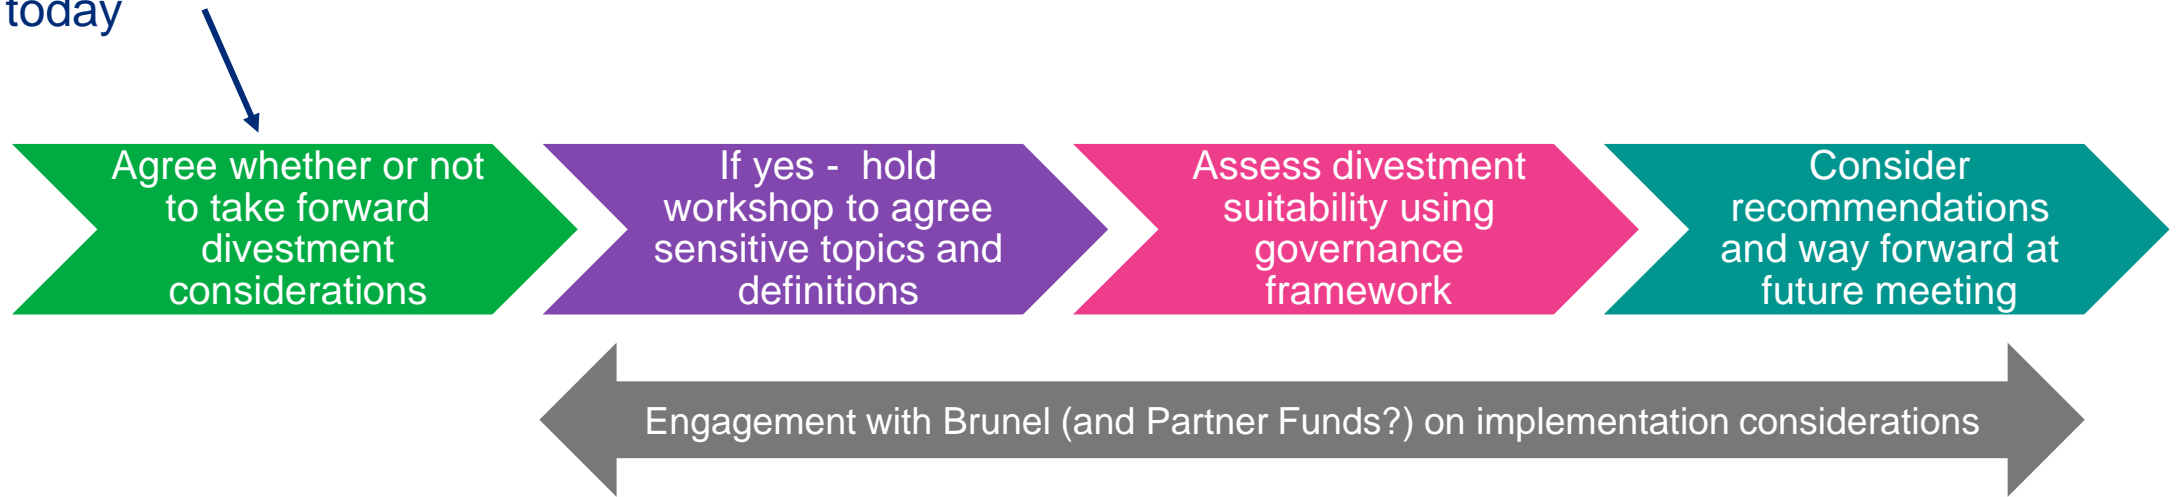 today
Agree whether or not
to take forward
divestment
considerations
If yes -  hold
workshop to agree
sensitive topics and
definitions
Assess divestment
suitability using
governance
framework
Consider
recommendations
and way forward at
future meeting
Engagement with Brunel (and Partner Funds?) on implementation considerations